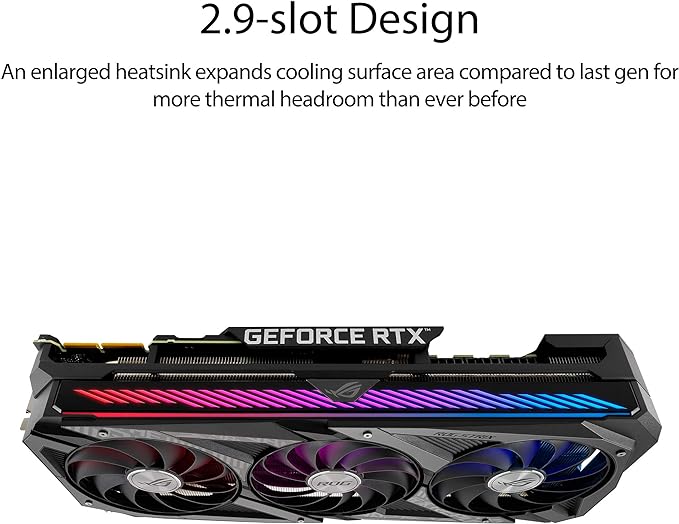 2.9-slot Design
An enlarged heatsink expands cooling surface area compared to last gen for
more thermal headroom than ever before
GEFORCE RTX™
ROG